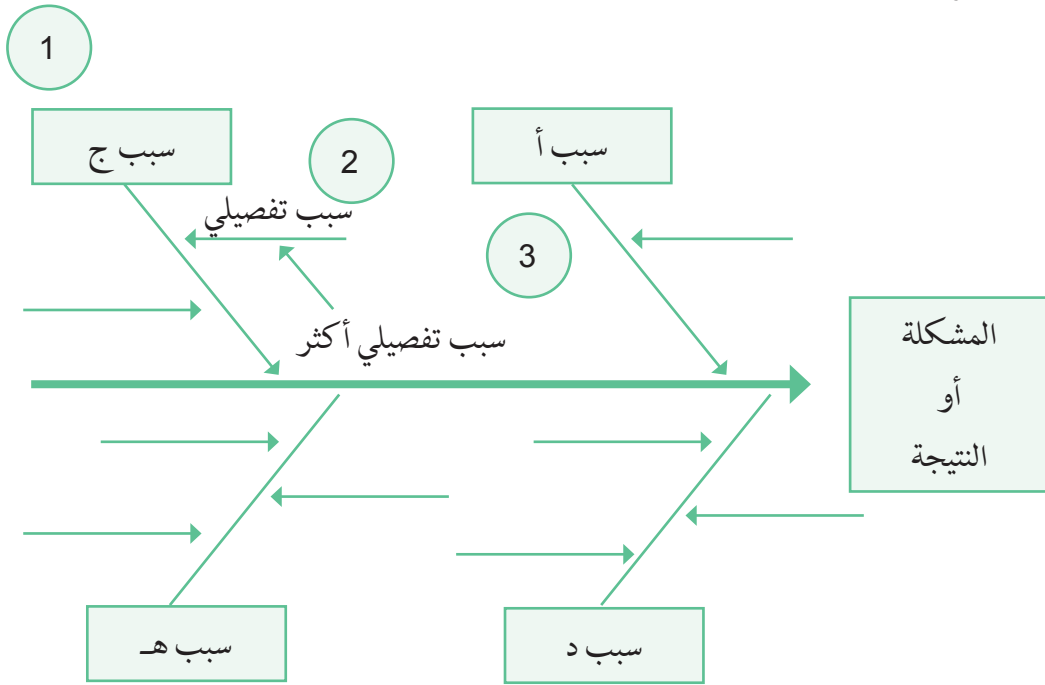 1
سبب أ
سبب ج
2
سبب تفصيلي
3
سبب تفصيلي أكثر
المشكلة
أو
النتيجة
سبب د
سبب هـ